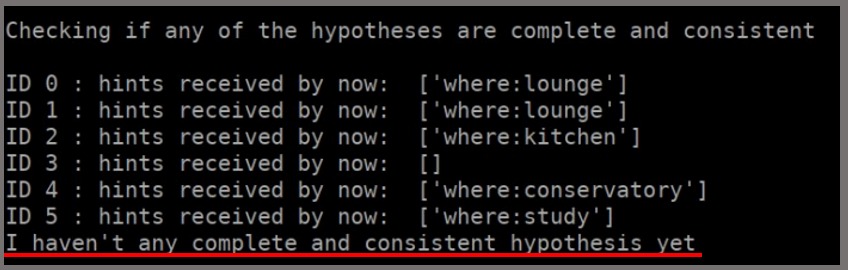 Checking if any of the hypotheses are complete and consistent
ID 0 : hints received by now:  ['where:lounge']
ID 1 : hints received by now:  ['where:lounge']
ID 2 : hints received by now:  ['where:kitchen']
ID 3 : hints received by now:  []
ID 4 : hints received by now:  ['where:conservatory']
ID 5 : hints received by now:  ['where:study']
I haven't any complete and consistent hypothesis yet